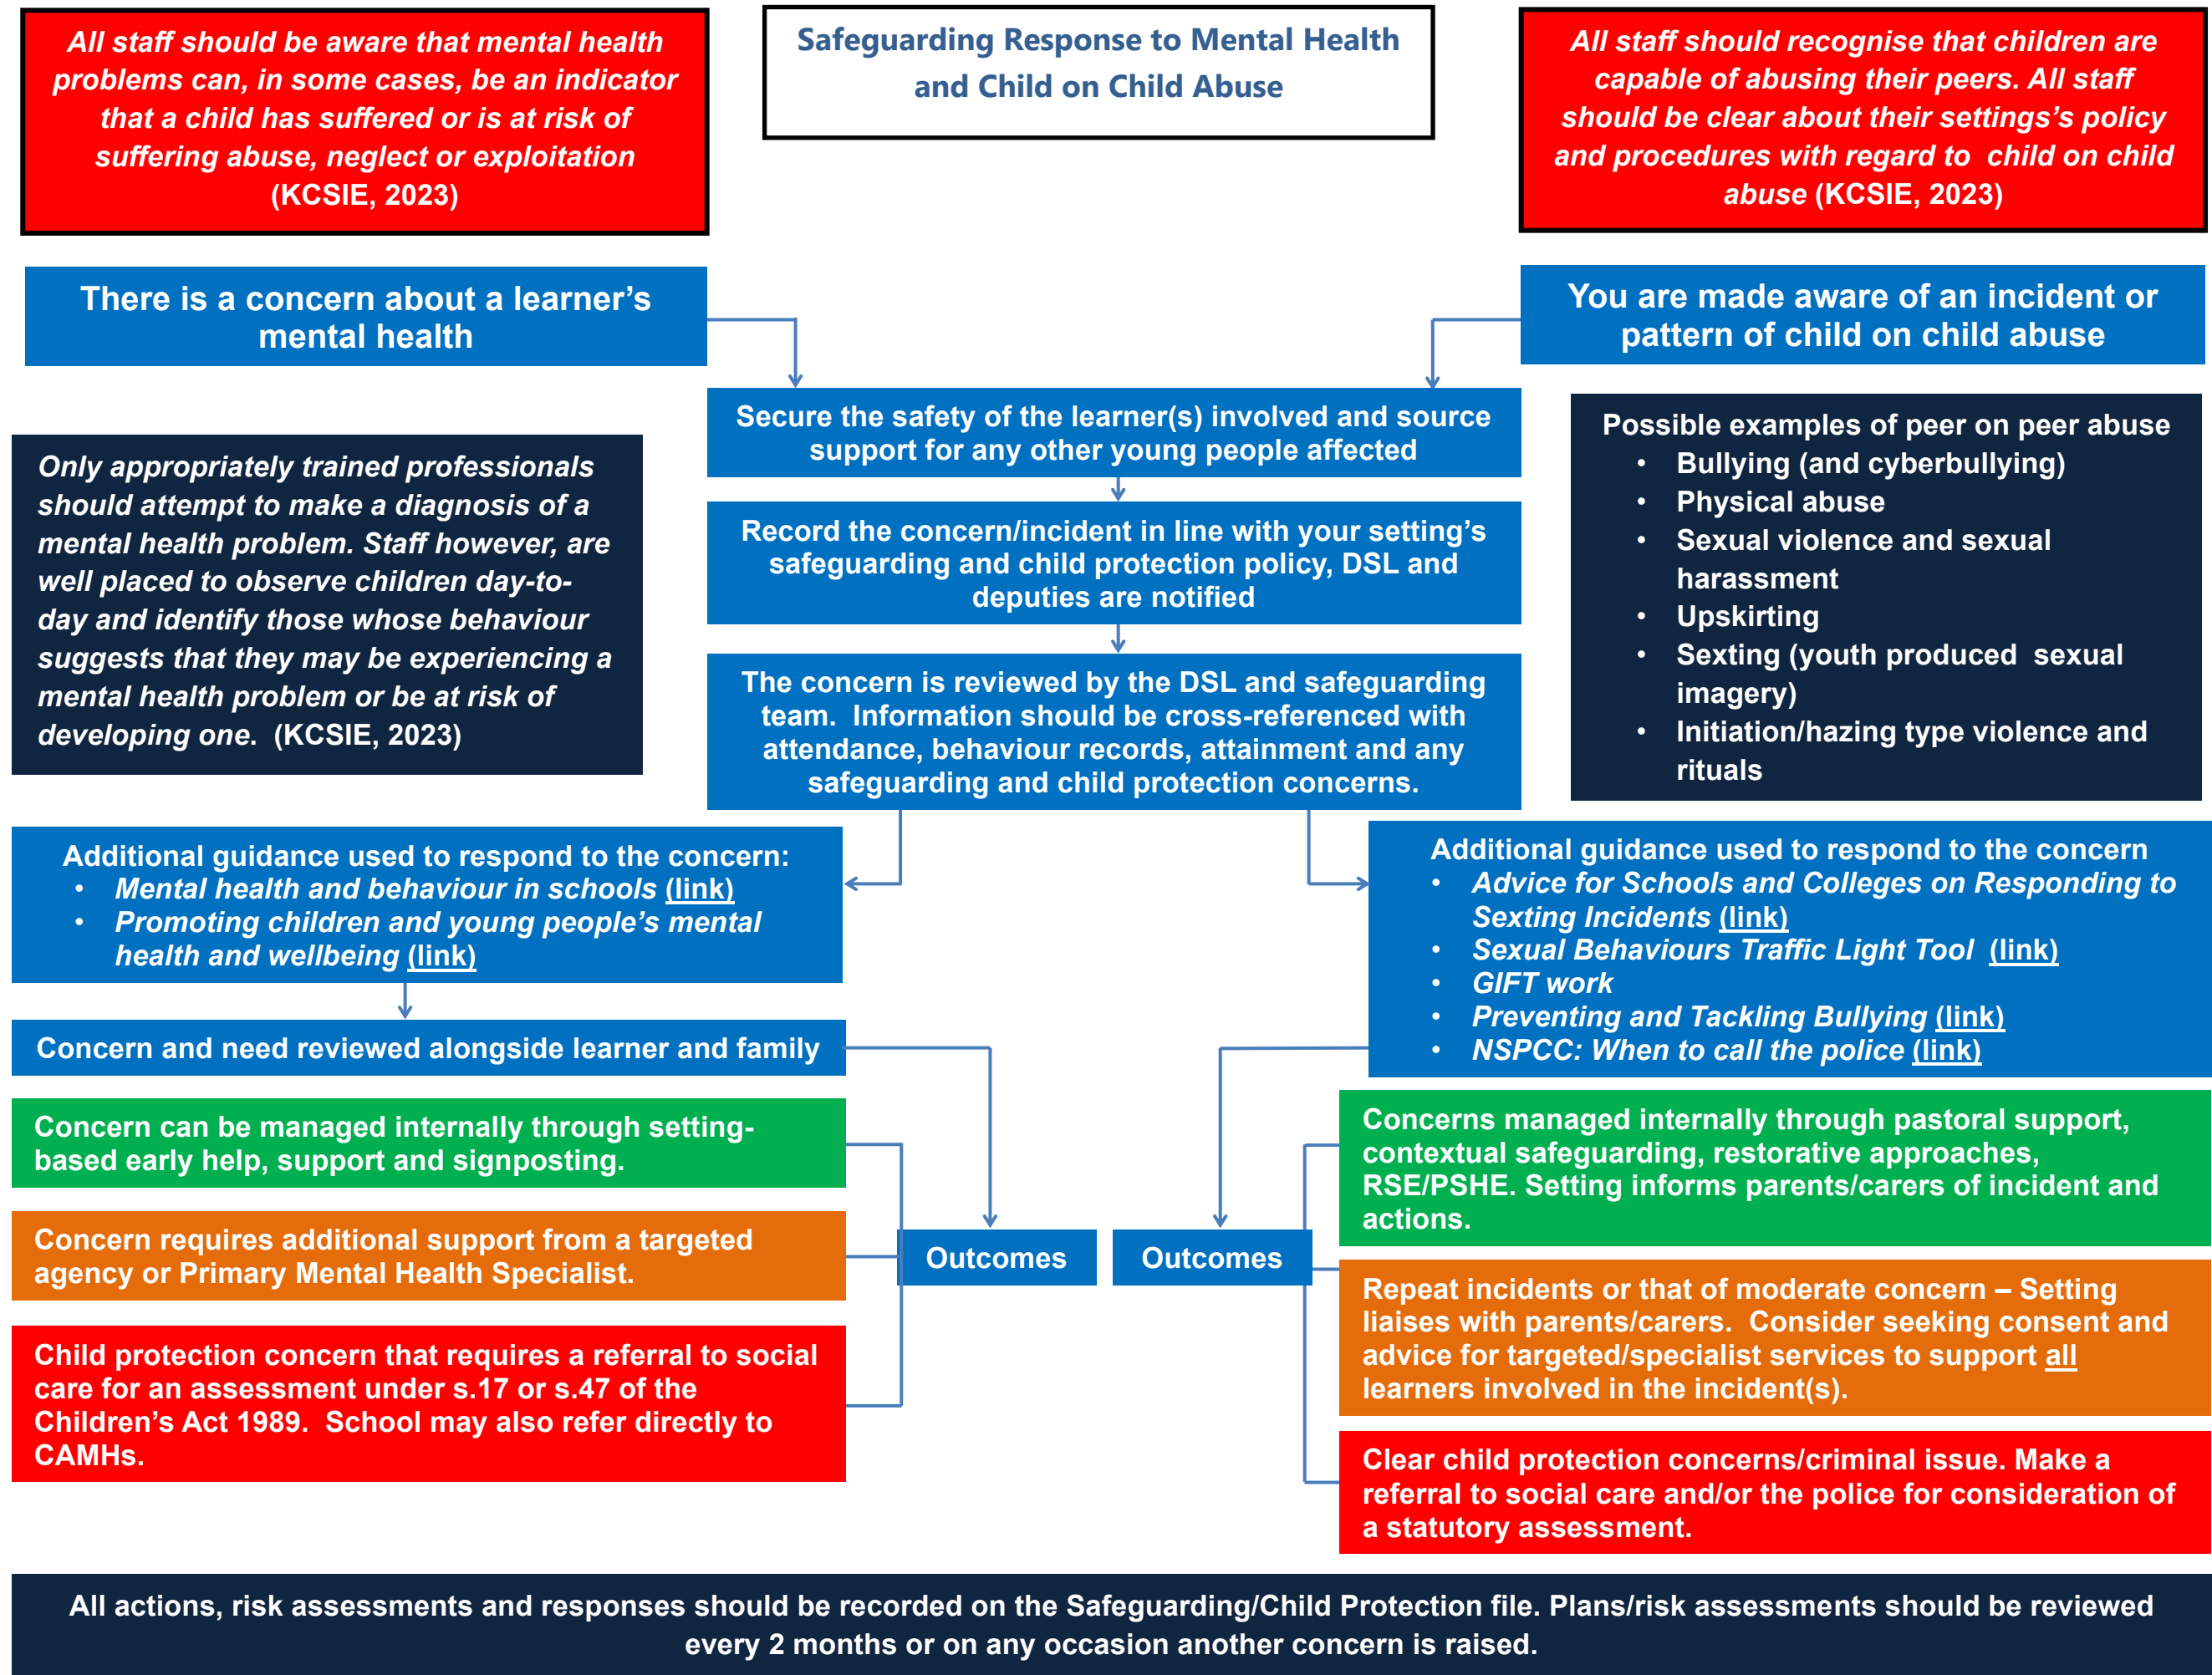 All staff should be aware that mental health
problems can, in some cases, be an indicator
that a child has suffered or is at risk of
suffering abuse, neglect or exploitation
(KCSIE, 2023)
Safeguarding Response to Mental Health
and Child on Child Abuse
All staff should recognise that children are
capable of abusing their peers. All staff
should be clear about their settings's policy
and procedures with regard to  child on child
abuse (KCSIE, 2023)
There is a concern about a learner’s
mental health
You are made aware of an incident or
pattern of child on child abuse
Secure the safety of the learner(s) involved and source
support for any other young people affected
Only appropriately trained professionals
should attempt to make a diagnosis of a
mental health problem. Staff however, are
well placed to observe children day-to-
day and identify those whose behaviour
suggests that they may be experiencing a
mental health problem or be at risk of
developing one.  (KCSIE, 2023)
Record the concern/incident in line with your setting’s
safeguarding and child protection policy, DSL and
deputies are notified
Possible examples of peer on peer abuse
• Bullying (and cyberbullying)
• Physical abuse
• Sexual violence and sexual
harassment
• Upskirting
• Sexting (youth produced  sexual
imagery)
• Initiation/hazing type violence and
rituals
The concern is reviewed by the DSL and safeguarding
team.  Information should be cross-referenced with
attendance, behaviour records, attainment and any
safeguarding and child protection concerns.
Additional guidance used to respond to the concern:
• Mental health and behaviour in schools (link)
• Promoting children and young people’s mental
health and wellbeing (link)
Additional guidance used to respond to the concern
• Advice for Schools and Colleges on Responding to
Sexting Incidents (link)
• Sexual Behaviours Traffic Light Tool  (link)
• GIFT work
• Preventing and Tackling Bullying (link)
• NSPCC: When to call the police (link)
Concern and need reviewed alongside learner and family
Concern can be managed internally through setting-
based early help, support and signposting.
Concern requires additional support from a targeted
agency or Primary Mental Health Specialist.
Child protection concern that requires a referral to social
care for an assessment under s.17 or s.47 of the
Children’s Act 1989.  School may also refer directly to
CAMHs.
Outcomes
Outcomes
Concerns managed internally through pastoral support,
contextual safeguarding, restorative approaches,
RSE/PSHE. Setting informs parents/carers of incident and
actions.
Repeat incidents or that of moderate concern – Setting
liaises with parents/carers.  Consider seeking consent and
advice for targeted/specialist services to support all
learners involved in the incident(s).
Clear child protection concerns/criminal issue. Make a
referral to social care and/or the police for consideration of
a statutory assessment.
All actions, risk assessments and responses should be recorded on the Safeguarding/Child Protection file. Plans/risk assessments should be reviewed
every 2 months or on any occasion another concern is raised.